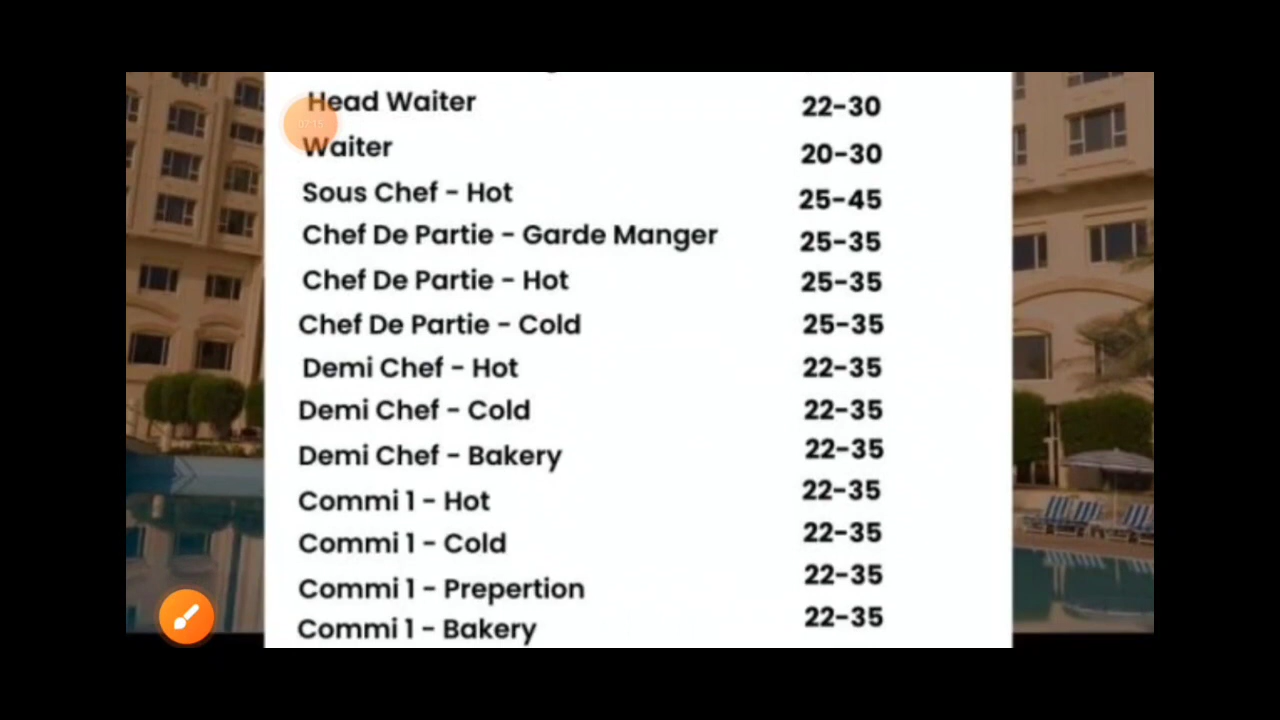 Head Waiter 22-30
07:15
Waiter 20-30
Sous Chef - Hot 25-45
Chef De Partie - Garde Manger 25-35
Chef De Partie - Hot 25-35
Chef De Partie - Cold 25-35
Demi Chef - Hot 22-35
Demi Chef - Cold 22-35
Demi Chef - Bakery 22-35
Commi 1 - Hot 22-35
Commi 1 - Cold 22-35
Commi 1 - Prepertion 22-35
Commi 1 - Bakery 22-35